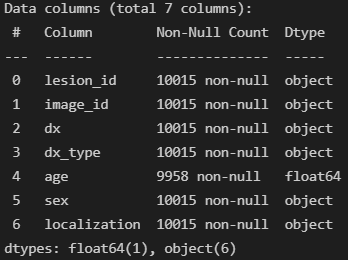 Data columns (total 7 columns):
 #   Column        Non-Null Count  Dtype
---  ------        --------------  -----
 0   lesion_id     10015 non-null  object
 1   image_id      10015 non-null  object
 2   dx            10015 non-null  object
 3   dx_type       10015 non-null  object
 4   age           9958 non-null   float64
 5   sex           10015 non-null  object
 6   localization  10015 non-null  object
dtypes: float64(1), object(6)